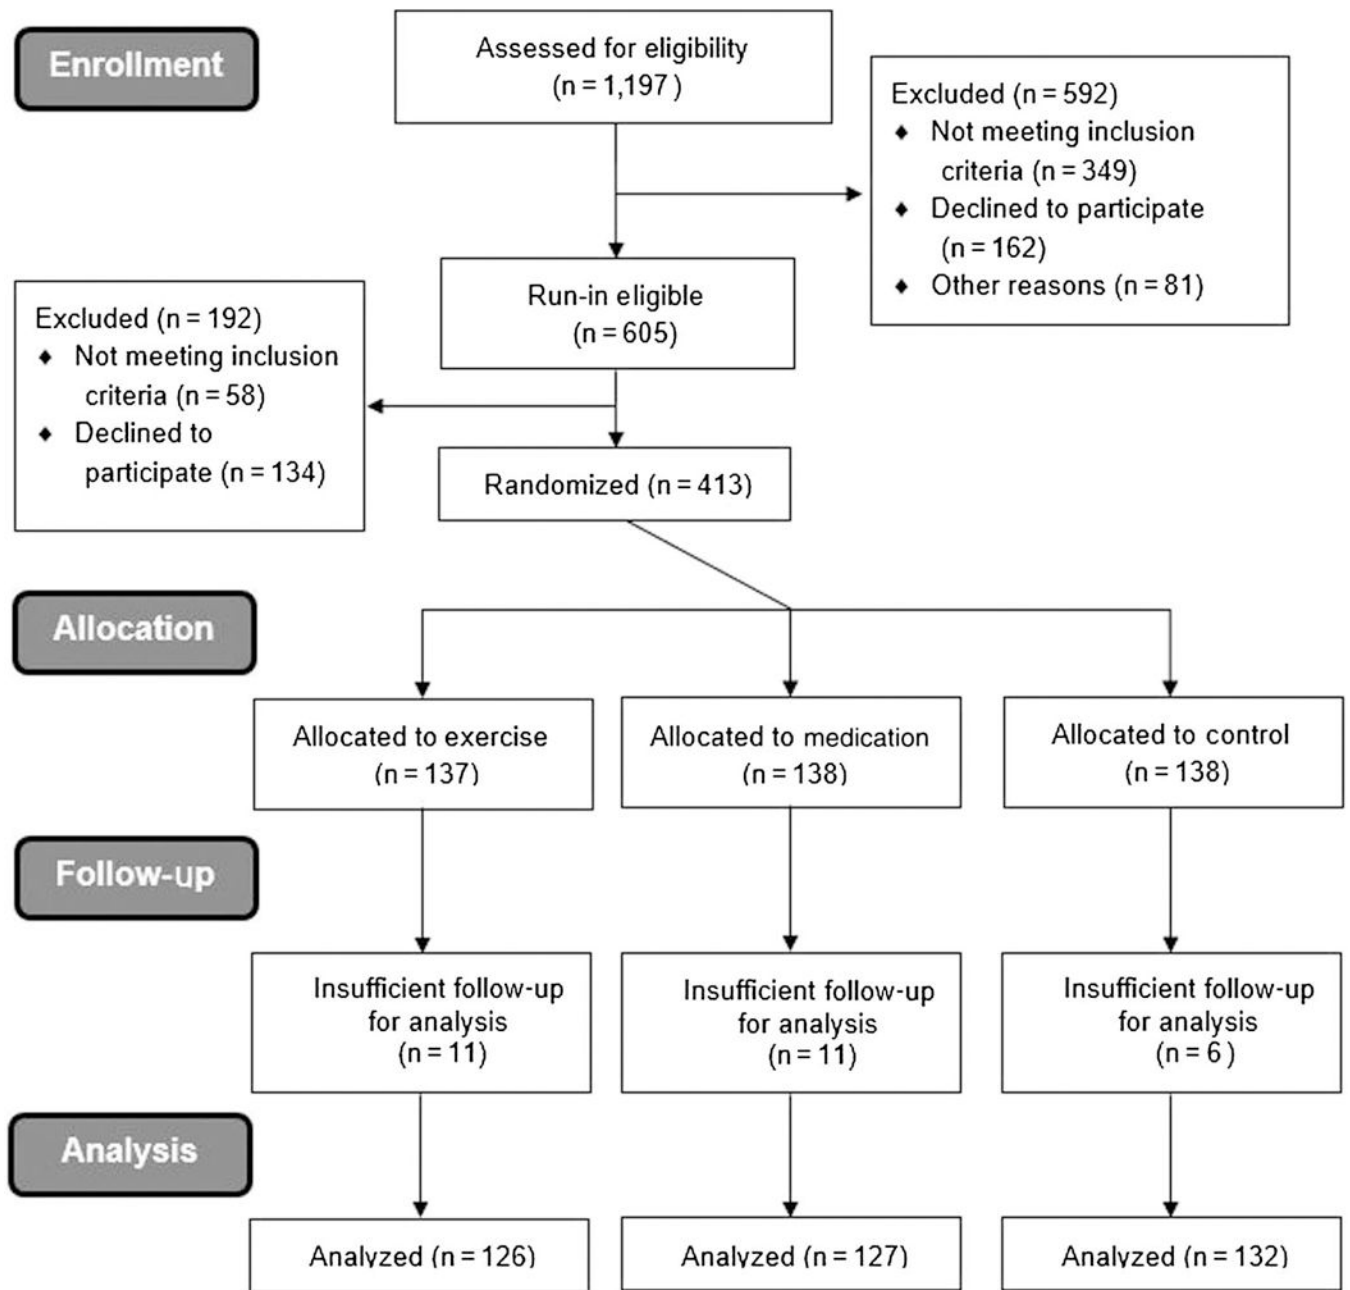 Enrollment
Assessed for eligibility
(n = 1,197 )
Excluded (n = 592)
♦ Not meeting inclusion
criteria (n = 349)
♦ Declined to participate
(n = 162)
♦ Other reasons (n = 81)
Run-in eligible
(n = 605)
Excluded (n = 192)
♦ Not meeting inclusion
criteria (n = 58)
♦ Declined to
participate (n = 134)
Randomized (n = 413)
Allocation
Allocated to exercise
(n = 137)
Allocated to medication
(n = 138)
Allocated to control
(n = 138)
Follow-up
Insufficient follow-up
for analysis
(n = 11)
Insufficient follow-up
for analysis
(n = 11)
Insufficient follow-up
for analysis
(n = 6 )
Analysis
Analyzed (n = 126)
Analyzed (n = 127)
Analyzed (n = 132)